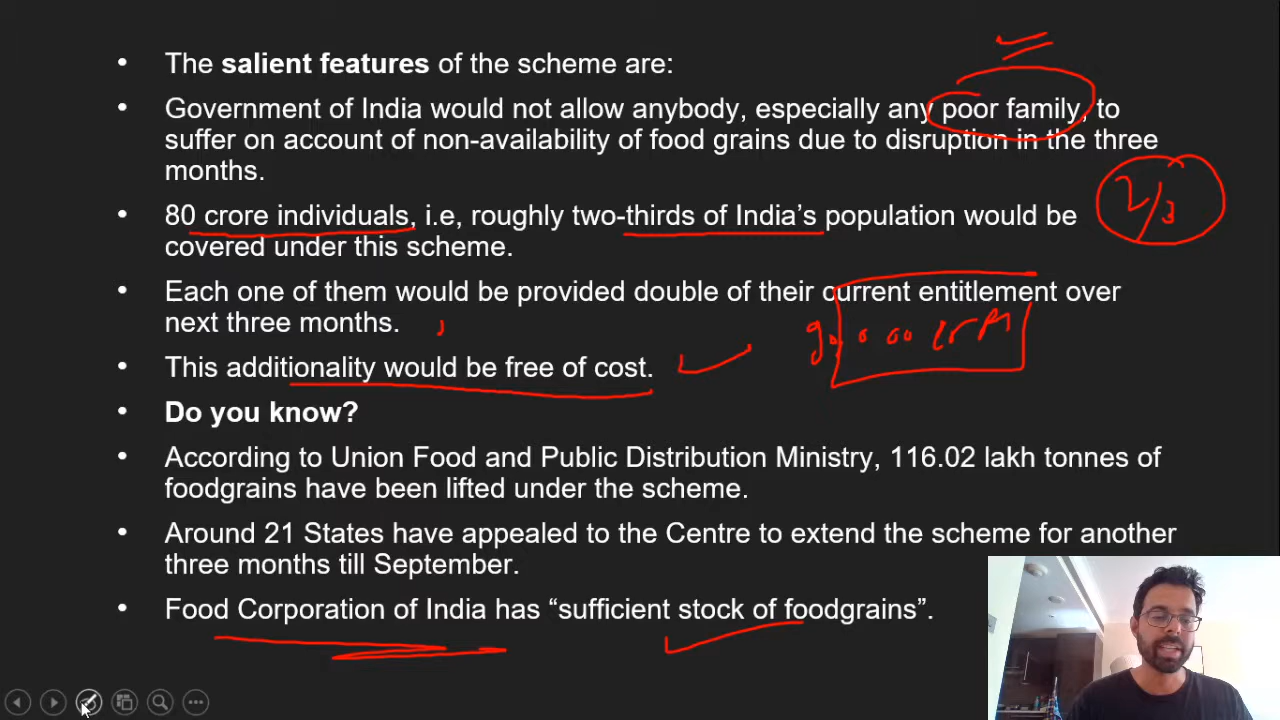 • The salient features of the scheme are:
• Government of India would not allow anybody, especially any poor family, to
suffer on account of non-availability of food grains due to disruption in the three
months.
• 80 crore individuals, i.e, roughly two-thirds of India’s population would be
covered under this scheme.
2/3
• Each one of them would be provided double of their current entitlement over
next three months.
• This additionality would be free of cost.
• Do you know?
• According to Union Food and Public Distribution Ministry, 116.02 lakh tonnes of
foodgrains have been lifted under the scheme.
• Around 21 States have appealed to the Centre to extend the scheme for another
three months till September.
• Food Corporation of India has “sufficient stock of foodgrains”.